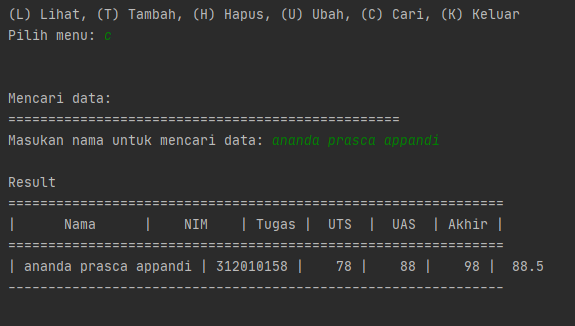 (L) Lihat, (T) Tambah, (H) Hapus, (U) Ubah, (C) Cari, (K) Keluar
Pilih menu: c
Mencari data:
=================================================
Masukan nama untuk mencari data: ananda prasca appandi
Result
==============================================================
|      Nama      |    NIM    | Tugas |  UTS  |  UAS  | Akhir |
==============================================================
| ananda prasca appandi | 312010158 |    78 |    88 |    98 |  88.5
--------------------------------------------------------------